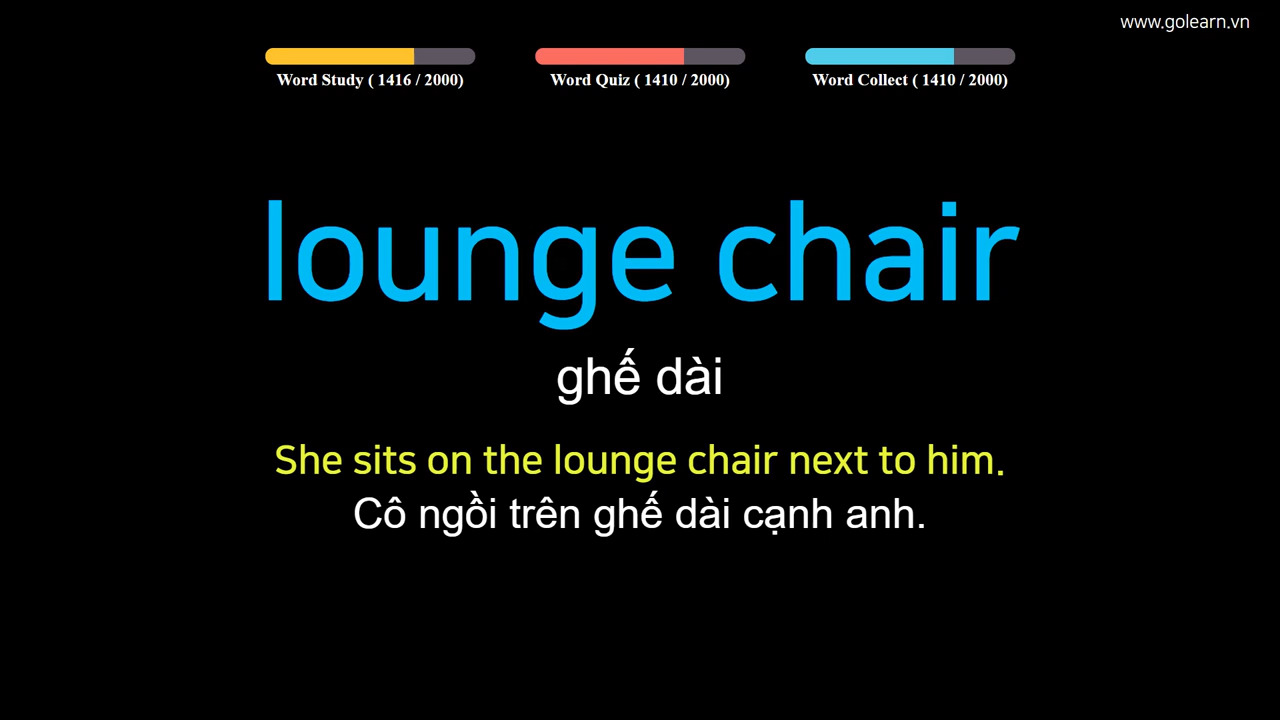 www.golearn.vn
Word Study ( 1416 / 2000)
Word Quiz ( 1410 / 2000)
Word Collect ( 1410 / 2000)
lounge chair
ghế dài
She sits on the lounge chair next to him.
Cô ngồi trên ghế dài cạnh anh.